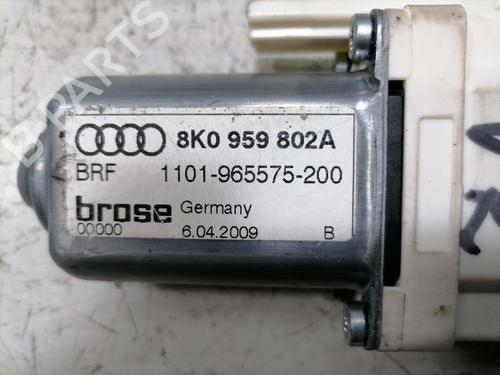 B-PARTS
8K0 959 802A
BRF 1101-965575-200
brose Germany
00000 6.04.2009 B